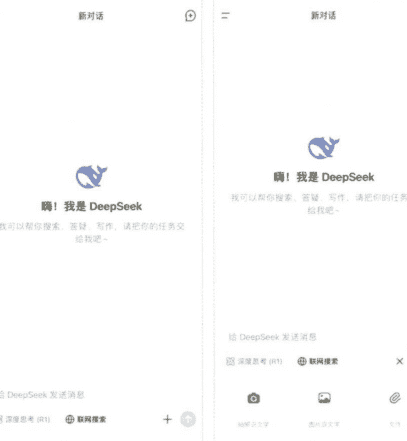 新对话
嗨！我是 DeepSeek
我可以帮你搜索、答疑、写作，请把你的任务交
给我吧~
给 DeepSeek 发送消息
深度思考 (R1) 联网搜索
新对话
嗨！我是 DeepSeek
我可以帮你搜索、答疑、写作，请把你的任务
给我吧~
给 DeepSeek 发送消息
深度思考 (R1) 联网搜索